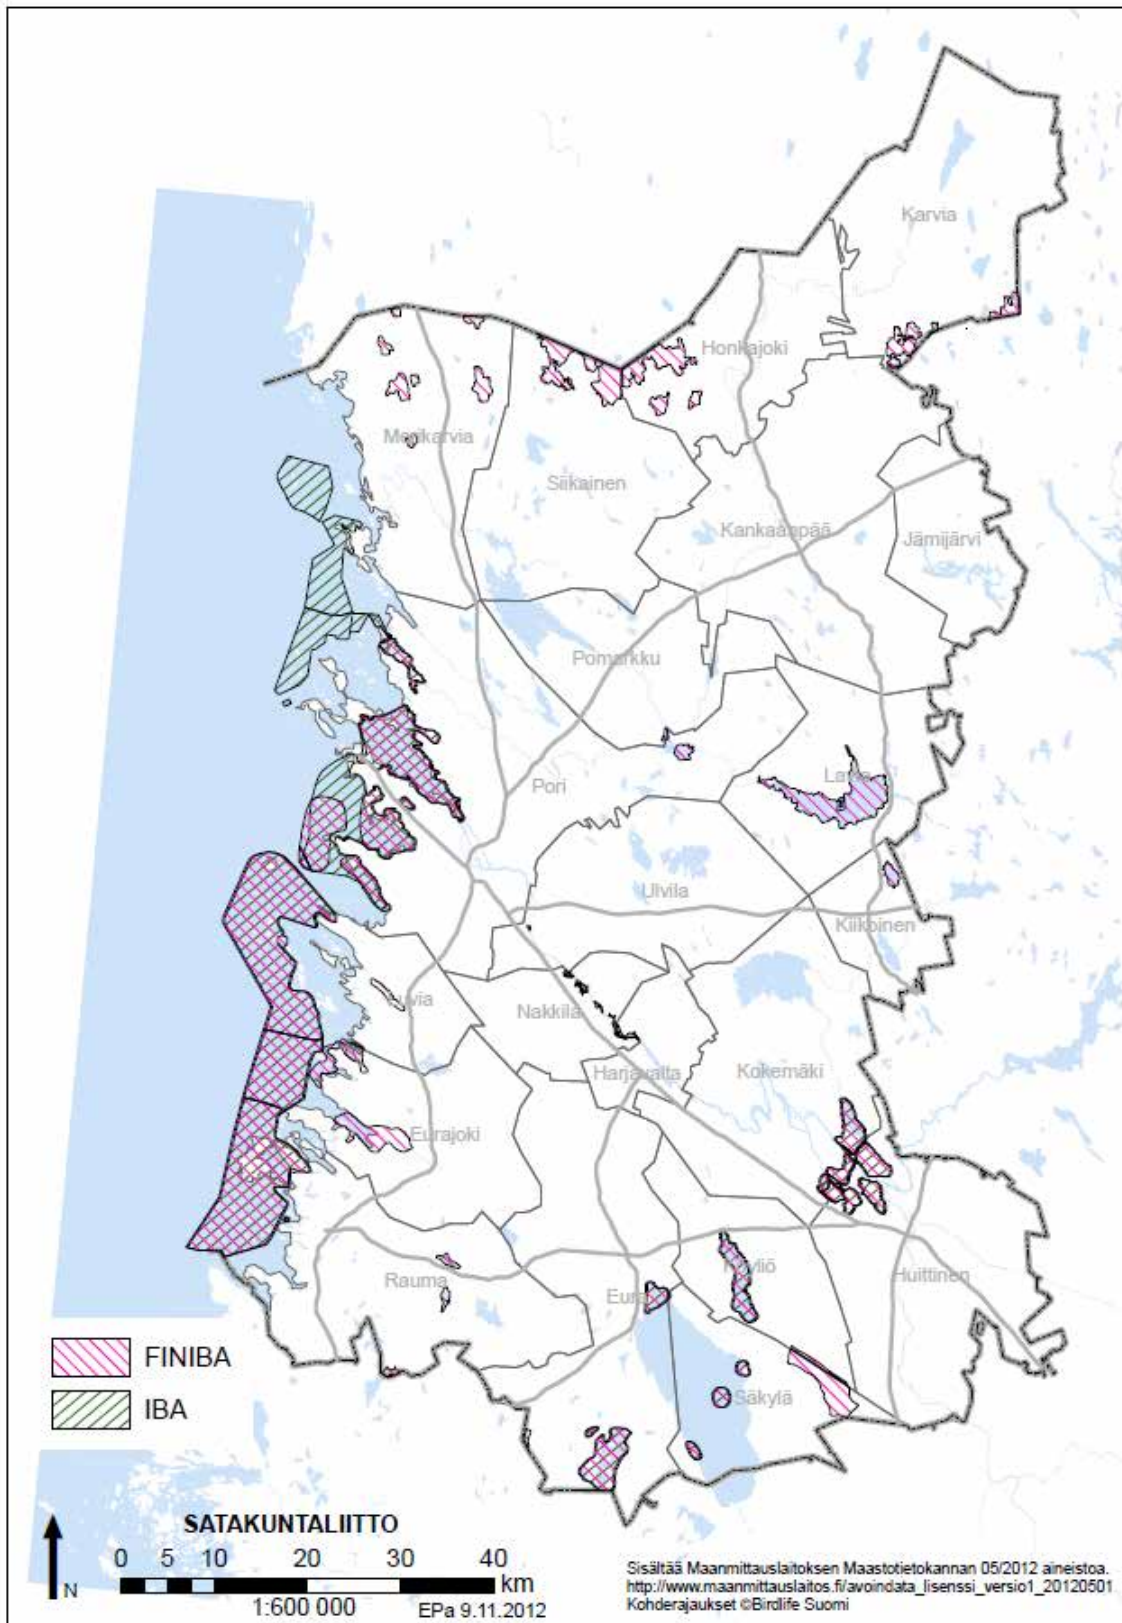 Karvia
Honkajoki
Merikarvia
Siikainen
Kankaanpää
Jämijärvi
Pomarkku
Lavia
Pori
Ulvila
Kiikoinen
Luvia
Nakkila
Harjavalta
Kokemäki
Eurajoki
Rauma
Eura
Köyliö
Huittinen
Säkylä
FINIBA
IBA
SATAKUNTALIITTO
0 5 10 20 30 40
km
N
1:600 000
EPa 9.11.2012
Sisältää Maanmittauslaitoksen Maastotietokannan 05/2012 aineistoa.
http://www.maanmittauslaitos.fi/avoindata_lisenssi_versio1_20120501
Kohderajaukset ©Birdlife Suomi